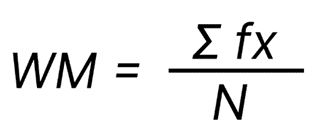 WM = Σ fx
N